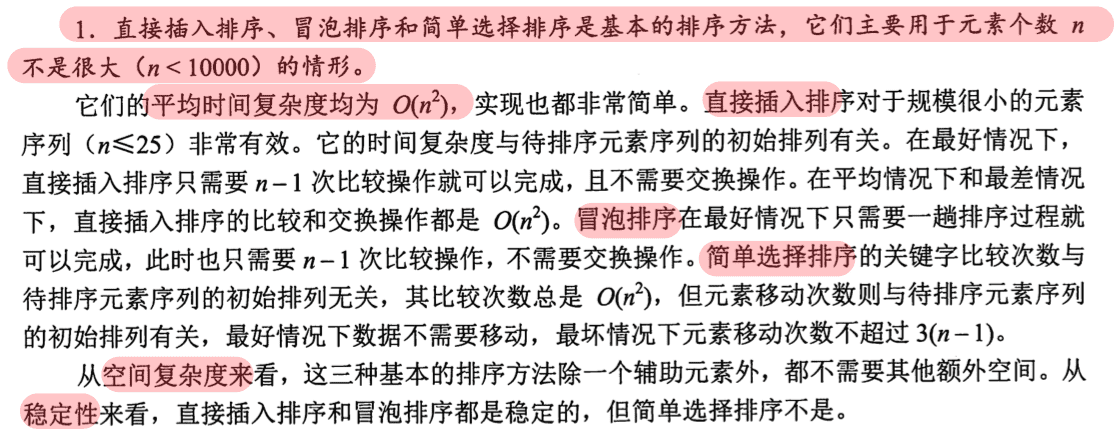 1．直接插入排序、冒泡排序和简单选择排序是基本的排序方法，它们主要用于元素个数 n
不是很大（n < 10000）的情形。
它们的平均时间复杂度均为 O(n²)，实现也都非常简单。直接插入排序对于规模很小的元素
序列（n≤25）非常有效。它的时间复杂度与待排序元素序列的初始排列有关。在最好情况下，
直接插入排序只需要 n－1 次比较操作就可以完成，且不需要交换操作。在平均情况下和最差情况
下，直接插入排序的比较和交换操作都是 O(n²)。冒泡排序在最好情况下只需要一趟排序过程就
可以完成，此时也只需要 n－1 次比较操作，不需要交换操作。简单选择排序的关键字比较次数与
待排序元素序列的初始排列无关，其比较次数总是 O(n²)，但元素移动次数则与待排序元素序列
的初始排列有关，最好情况下数据不需要移动，最坏情况下元素移动次数不超过 3(n－1)。
从空间复杂度来看，这三种基本的排序方法除一个辅助元素外，都不需要其他额外空间。从
稳定性来看，直接插入排序和冒泡排序都是稳定的，但简单选择排序不是。